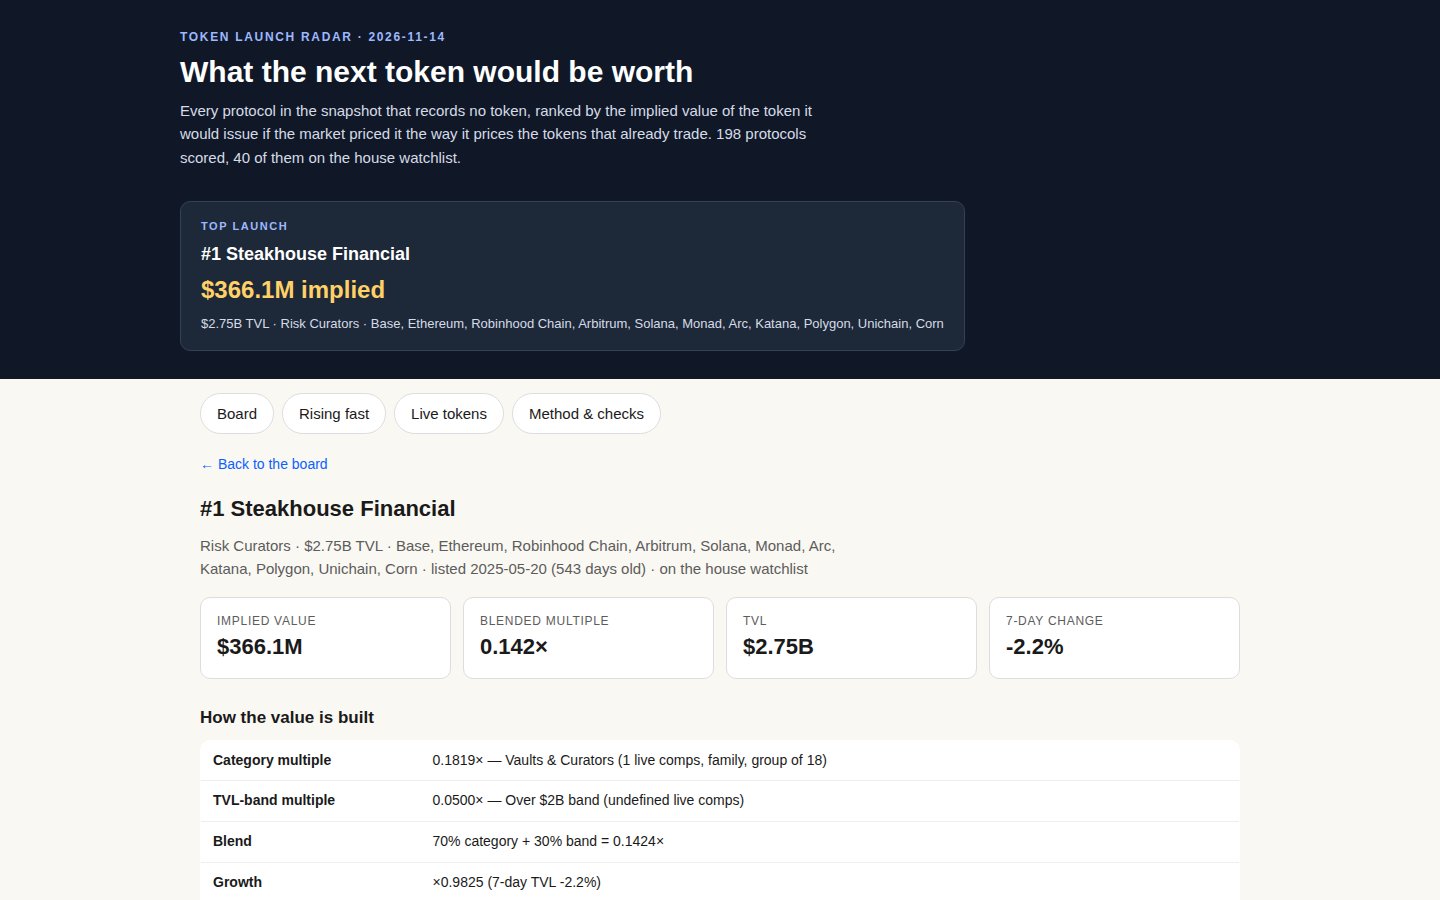 TOKEN LAUNCH RADAR · 2026-11-14
What the next token would be worth
Every protocol in the snapshot that records no token, ranked by the implied value of the token it
would issue if the market priced it the way it prices the tokens that already trade. 198 protocols
scored, 40 of them on the house watchlist.
TOP LAUNCH
#1 Steakhouse Financial
$366.1M implied
$2.75B TVL · Risk Curators · Base, Ethereum, Robinhood Chain, Arbitrum, Solana, Monad, Arc, Katana, Polygon, Unichain, Corn
Board
Rising fast
Live tokens
Method & checks
← Back to the board
#1 Steakhouse Financial
Risk Curators · $2.75B TVL · Base, Ethereum, Robinhood Chain, Arbitrum, Solana, Monad, Arc,
Katana, Polygon, Unichain, Corn · listed 2025-05-20 (543 days old) · on the house watchlist
IMPLIED VALUE
$366.1M
BLENDED MULTIPLE
0.142×
TVL
$2.75B
7-DAY CHANGE
-2.2%
How the value is built
Category multiple 0.1819× — Vaults & Curators (1 live comps, family, group of 18)
TVL-band multiple 0.0500× — Over $2B band (undefined live comps)
Blend 70% category + 30% band = 0.1424×
Growth ×0.9825 (7-day TVL -2.2%)